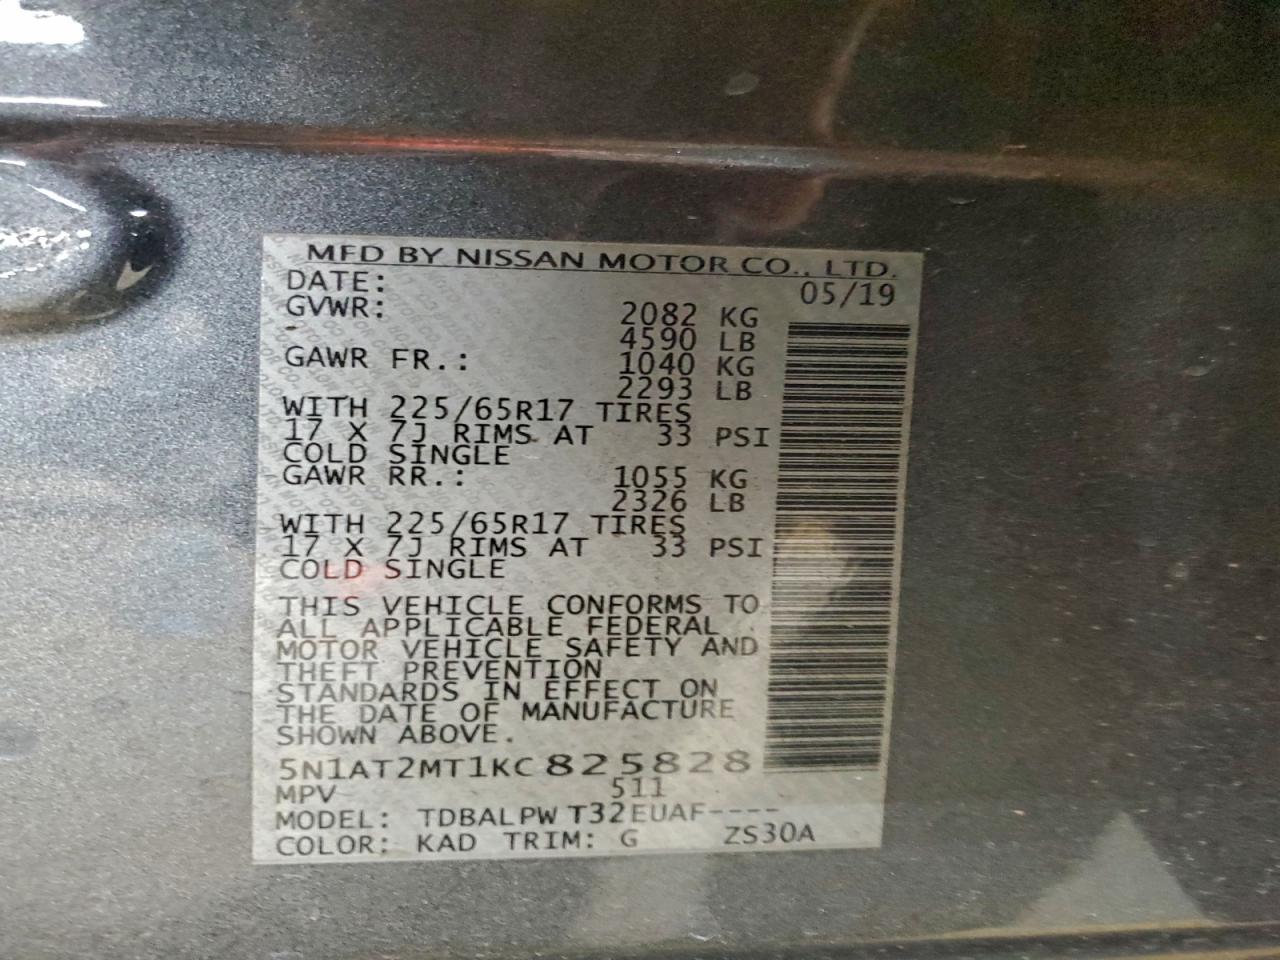 MFD BY NISSAN MOTOR CO., LTD.
DATE: 05/19
GVWR: 2082 KG
4590 LB
GAWR FR.: 1040 KG
2293 LB
WITH 225/65R17 TIRES
17 X 7J RIMS AT 33 PSI
COLD SINGLE
GAWR RR.: 1055 KG
2326 LB
WITH 225/65R17 TIRES
17 X 7J RIMS AT 33 PSI
COLD SINGLE
THIS VEHICLE CONFORMS TO
ALL APPLICABLE FEDERAL
MOTOR VEHICLE SAFETY AND
THEFT PREVENTION
STANDARDS IN EFFECT ON
THE DATE OF MANUFACTURE
SHOWN ABOVE.
5N1AT2MT1KC825828
MPV 511
MODEL: TDBALPW T32EUAF----
COLOR: KAD TRIM: G ZS30A